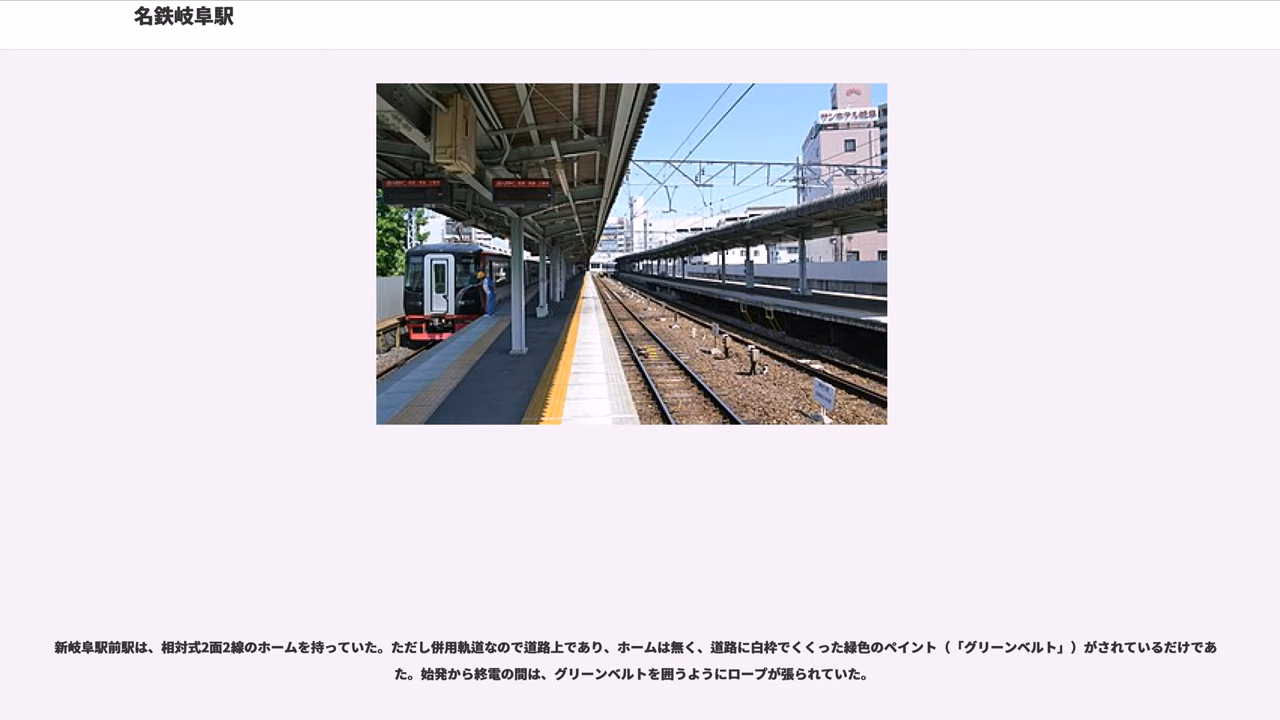 名鉄岐阜駅
サンホテル岐阜
新岐阜駅前駅は、相対式2面2線のホームを持っていた。ただし併用軌道なので道路上であり、ホームは無く、道路に白枠でくくった緑色のペイント（「グリーンベルト」）がされているだけであ
た。始発から終電の間は、グリーンベルトを囲うようにロープが張られていた。